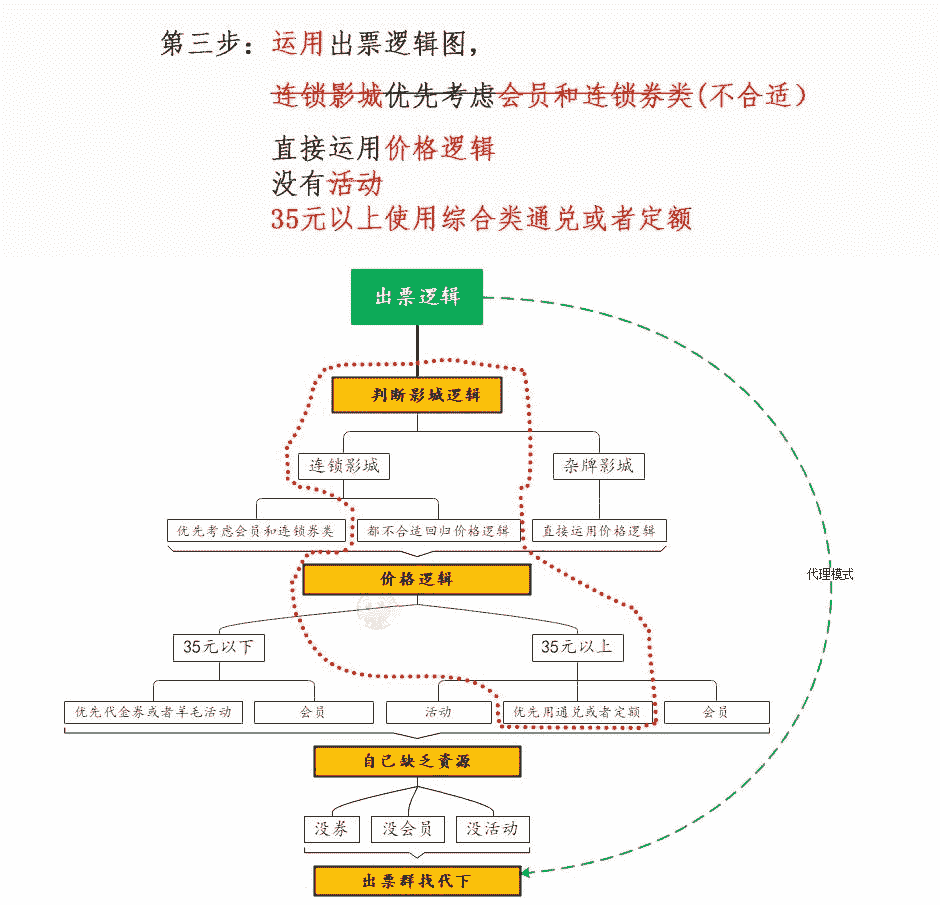 第三步：运用出票逻辑图，
连锁影城优先考虑会员和连锁券类(不合适)
直接运用价格逻辑
没有活动
35元以上使用综合类通兑或者定额
出票逻辑
判断影城逻辑
连锁影城
杂牌影城
优先考虑会员和连锁券类
都不合适回归价格逻辑
直接运用价格逻辑
价格逻辑
代理模式
35元以下
35元以上
优先代金券或者羊毛活动
会员
活动
优先用通兑或者定额
会员
自己缺乏資源
没券
没会员
没活动
出票群找代下